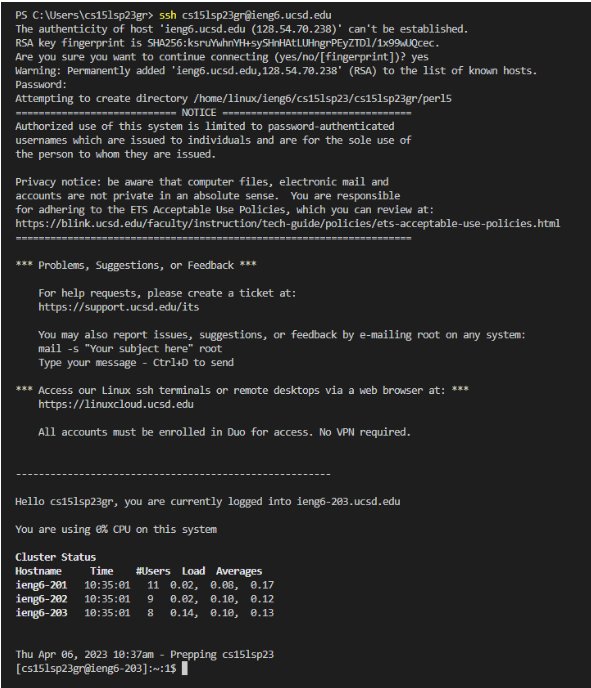 PS C:\Users\cs15lsp23gr> ssh cs15lsp23gr@ieng6.ucsd.edu
The authenticity of host 'ieng6.ucsd.edu (128.54.70.238)' can't be established.
RSA key fingerprint is SHA256:ksruYwhnYH+sySHnHAtLUHngrPEyZTDl/1x99wUQcec.
Are you sure you want to continue connecting (yes/no/[fingerprint])? yes
Warning: Permanently added 'ieng6.ucsd.edu,128.54.70.238' (RSA) to the list of known hosts.
Password:
Attempting to create directory /home/linux/ieng6/cs15lsp23/cs15lsp23gr/perl5
============================ NOTICE =================================
Authorized use of this system is limited to password-authenticated
usernames which are issued to individuals and are for the sole use of
the person to whom they are issued.
Privacy notice: be aware that computer files, electronic mail and
accounts are not private in an absolute sense.  You are responsible
for adhering to the ETS Acceptable Use Policies, which you can review at:
https://blink.ucsd.edu/faculty/instruction/tech-guide/policies/ets-acceptable-use-policies.html
=====================================================================
*** Problems, Suggestions, or Feedback ***
For help requests, please create a ticket at:
https://support.ucsd.edu/its
You may also report issues, suggestions, or feedback by e-mailing root on any system:
mail -s "Your subject here" root
Type your message - Ctrl+D to send
*** Access our Linux ssh terminals or remote desktops via a web browser at: ***
https://linuxcloud.ucsd.edu
All accounts must be enrolled in Duo for access. No VPN required.
-------------------------------------------------------
Hello cs15lsp23gr, you are currently logged into ieng6-203.ucsd.edu
You are using 0% CPU on this system
Cluster Status
Hostname     Time    #Users  Load  Averages
ieng6-201   10:35:01   11  0.02,  0.08,  0.17
ieng6-202   10:35:01   9   0.02,  0.10,  0.12
ieng6-203   10:35:01   8   0.14,  0.10,  0.13
Thu Apr 06, 2023 10:37am - Prepping cs15lsp23
[cs15lsp23gr@ieng6-203]:~:1$